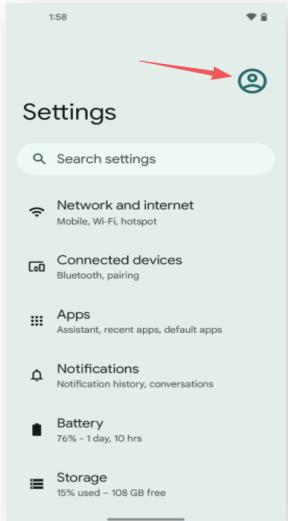 1:58
Settings
Search settings
Network and internet
Mobile, Wi-Fi, hotspot
Connected devices
Bluetooth, pairing
Apps
Assistant, recent apps, default apps
Notifications
Notification history, conversations
Battery
76% - 1 day, 10 hrs
Storage
15% used – 108 GB free